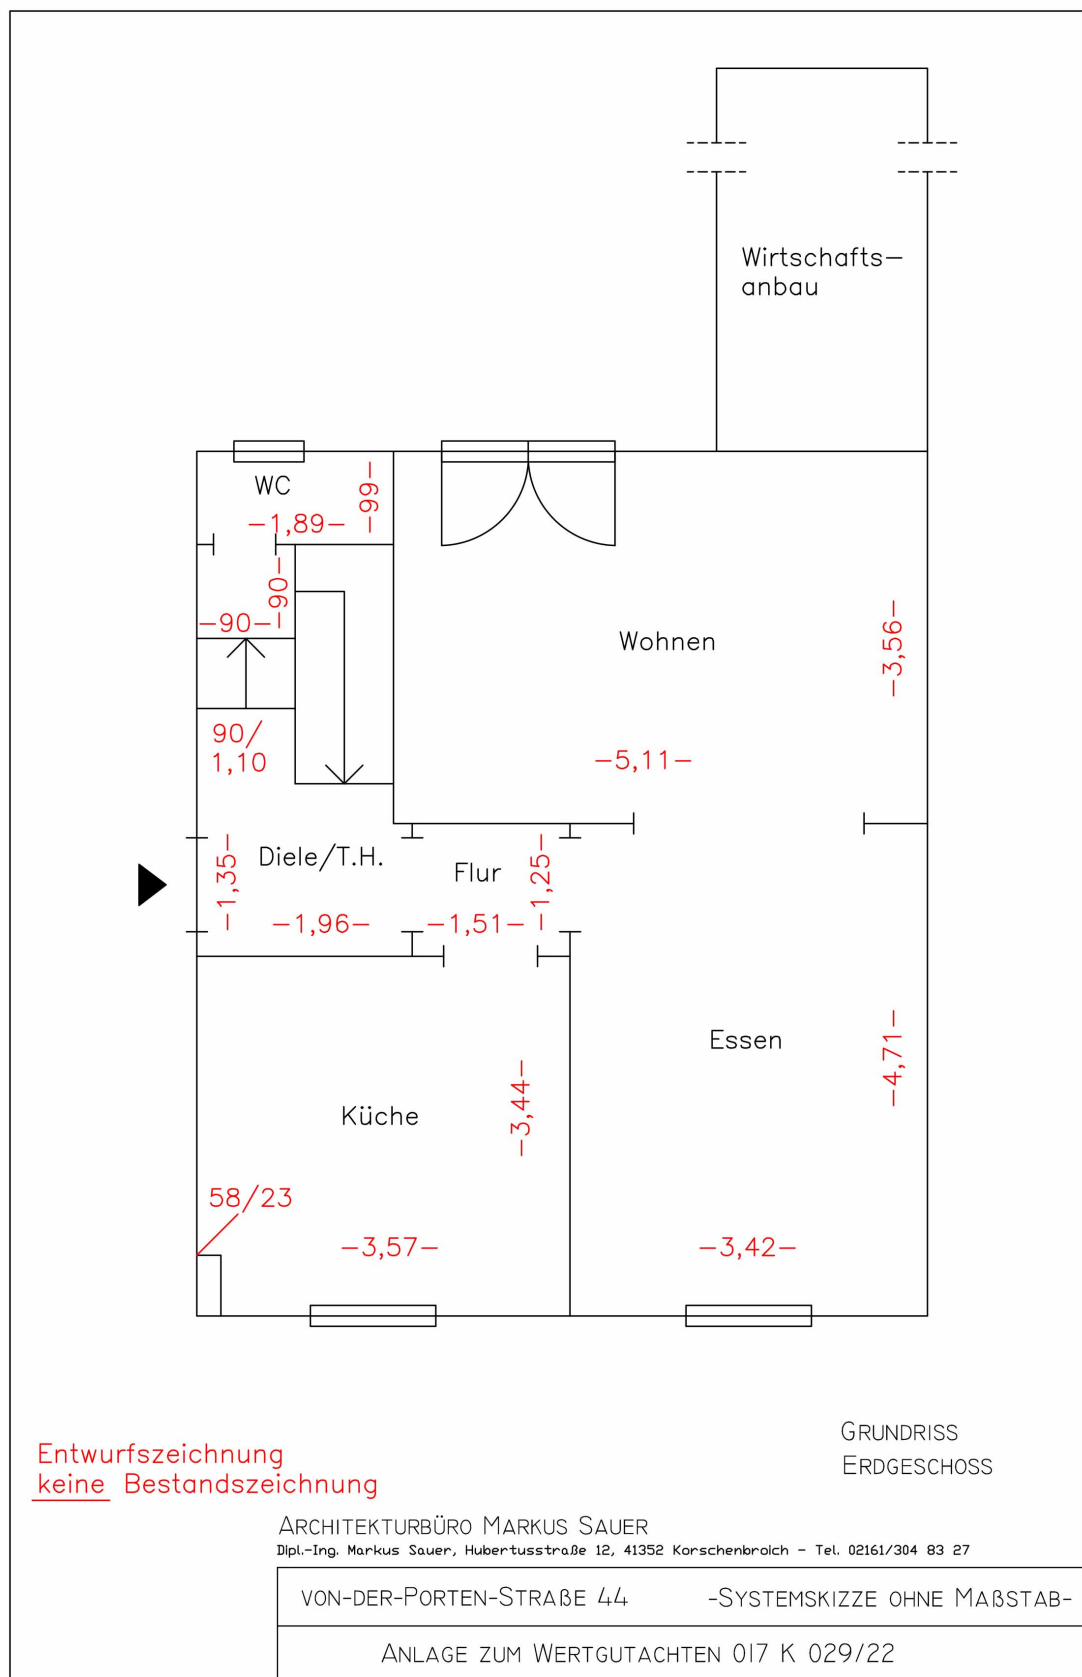 Wirtschafts-
anbau
WC
-99-
-1,89-
-90-
-90-
Wohnen
-3,56-
90/
1,10
-5,11-
-1,35-
Diele/T.H.
Flur
-1,25-
-1,96-
-1,51-
Essen
-4,71-
Küche
-3,44-
58/23
-3,57-
-3,42-
GRUNDRISS
ERDGESCHOSS
Entwurfszeichnung
keine Bestandszeichnung
ARCHITEKTURBÜRO MARKUS SAUER
Dipl.-Ing. Markus Sauer, Hubertusstraße 12, 41352 Korschenbroich - Tel. 02161/304 83 27
VON-DER-PORTEN-STRAßE 44 -SYSTEMSKIZZE OHNE MAßSTAB-
ANLAGE ZUM WERTGUTACHTEN 017 K 029/22